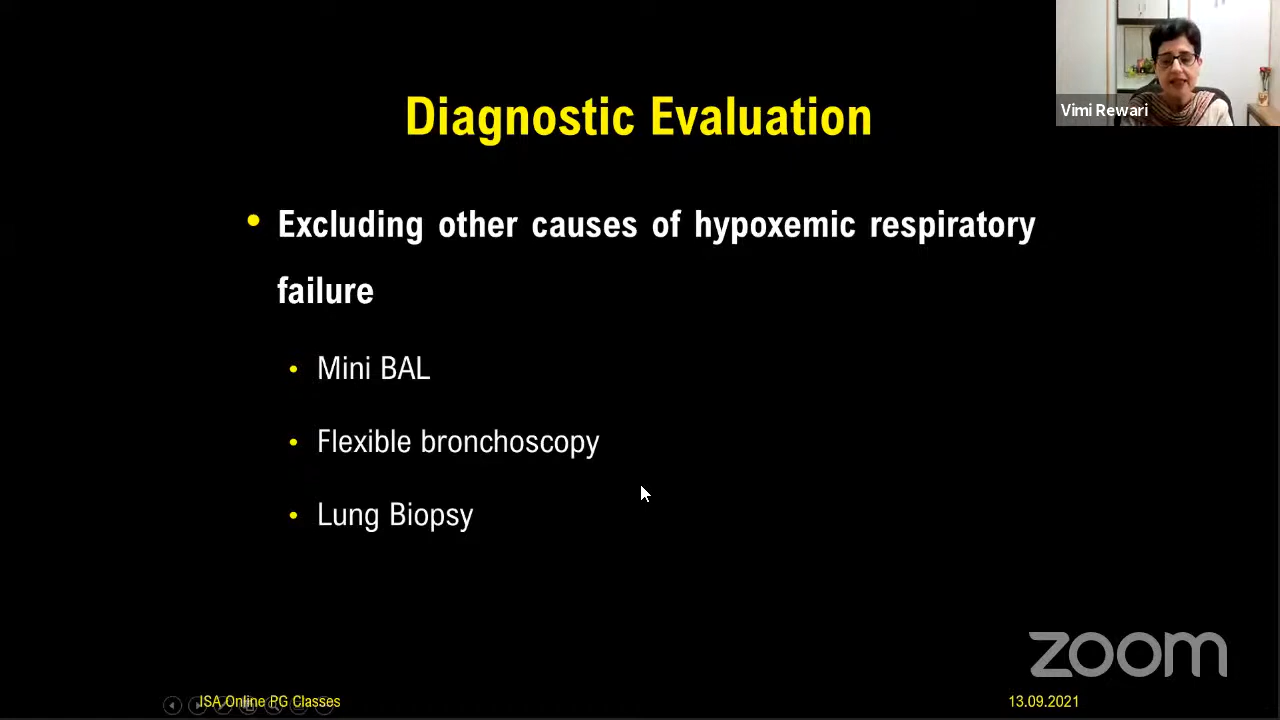 Vimi Rewari
Diagnostic Evaluation
• Excluding other causes of hypoxemic respiratory
failure
• Mini BAL
• Flexible bronchoscopy
• Lung Biopsy
zoom
ISA Online PG Classes
13.09.2021